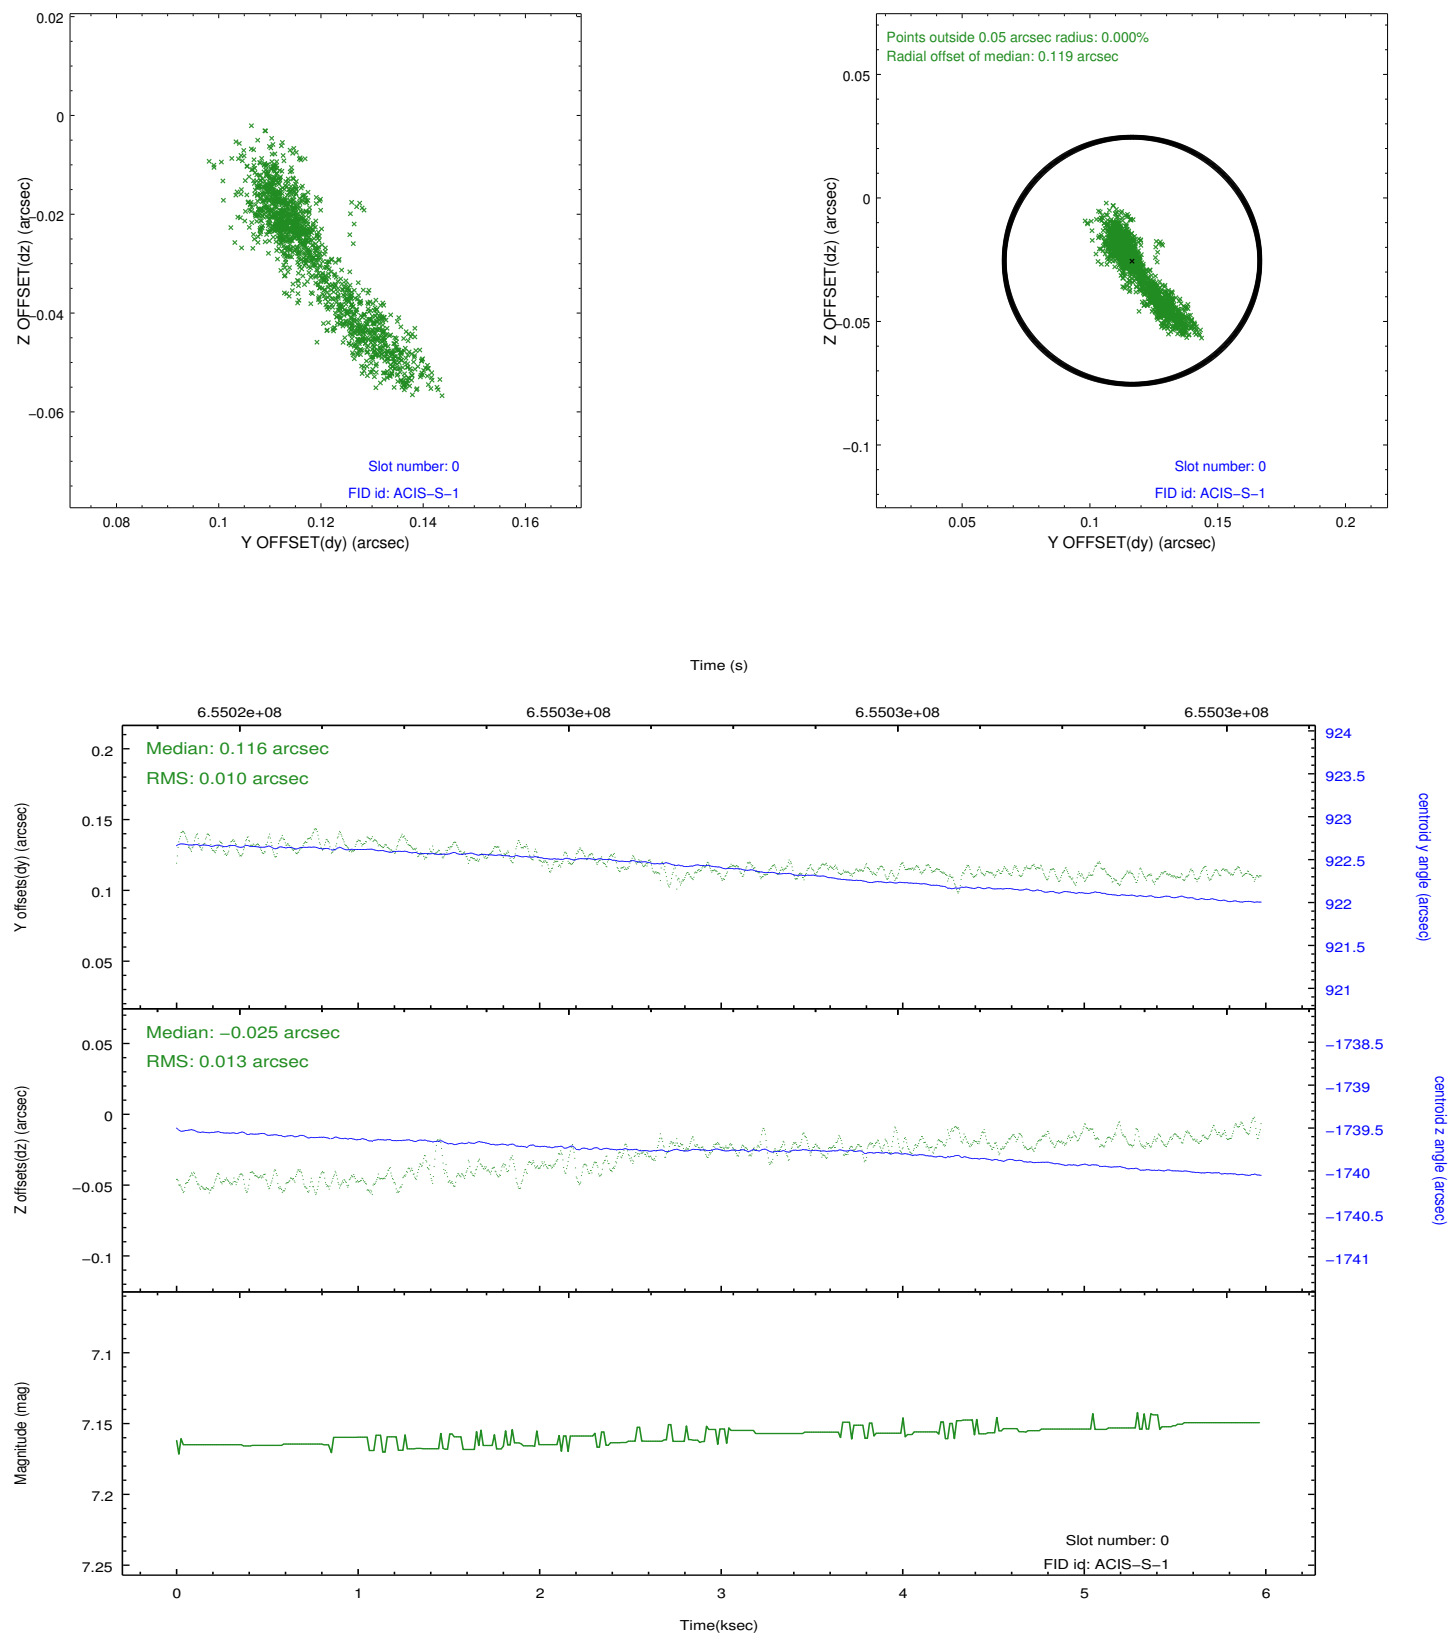 0.02
0
−0.02
−0.04
−0.06
Z OFFSET(dz) (arcsec)
Slot number: 0
FID id: ACIS−S−1
0.08
0.1
0.12
0.14
0.16
Y OFFSET(dy) (arcsec)
Points outside 0.05 arcsec radius: 0.000%
Radial offset of median: 0.119 arcsec
0.05
0
−0.05
−0.1
Z OFFSET(dz) (arcsec)
Slot number: 0
FID id: ACIS−S−1
0.05
0.1
0.15
0.2
Y OFFSET(dy) (arcsec)
Time (s)
6.5502e+08
6.5503e+08
6.5503e+08
6.5503e+08
Median: 0.116 arcsec
RMS: 0.010 arcsec
0.2
0.15
0.1
0.05
Y offsets(dy) (arcsec)
924
923.5
923
922.5
922
921.5
921
centroid y angle (arcsec)
Median: −0.025 arcsec
RMS: 0.013 arcsec
0.05
0
−0.05
−0.1
Z offsets(dz) (arcsec)
−1738.5
−1739
−1739.5
−1740
−1740.5
−1741
centroid z angle (arcsec)
7.1
7.15
7.2
7.25
Magnitude (mag)
Slot number: 0
FID id: ACIS−S−1
0
1
2
3
4
5
6
Time(ksec)